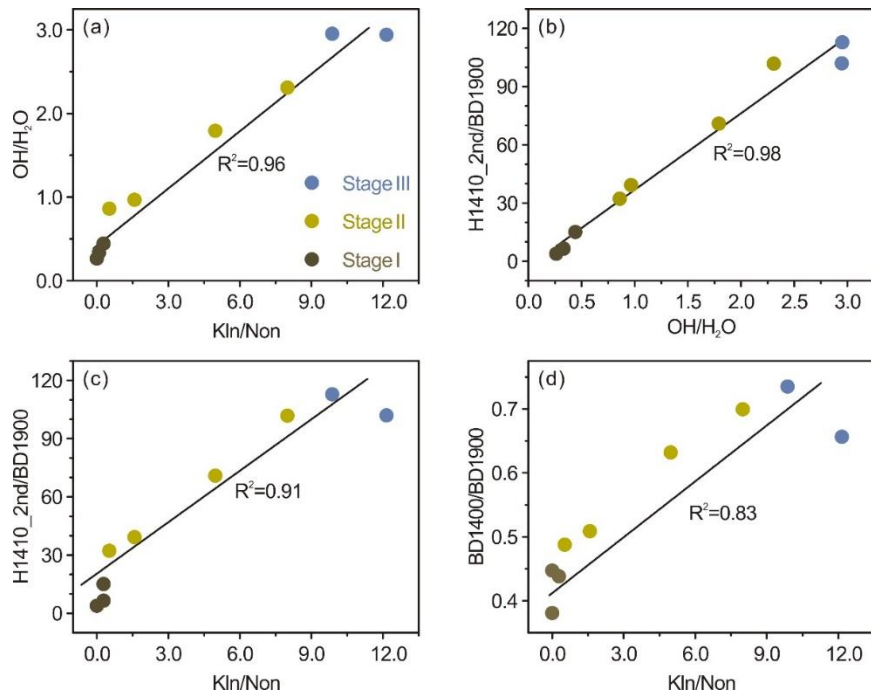 (a)
OH/H₂O
3.0
2.0
1.0
0.0
R²=0.96
Stage III
Stage II
Stage I
0.0 3.0 6.0 9.0 12.0
Kln/Non
(b)
H1410_2nd/BD1900
120
90
60
30
0
R²=0.98
0.0 0.5 1.0 1.5 2.0 2.5 3.0
OH/H₂O
(c)
H1410_2nd/BD1900
120
90
60
30
0
R²=0.91
0.0 3.0 6.0 9.0 12.0
Kln/Non
(d)
BD1400/BD1900
0.7
0.6
0.5
0.4
R²=0.83
0.0 3.0 6.0 9.0 12.0
Kln/Non